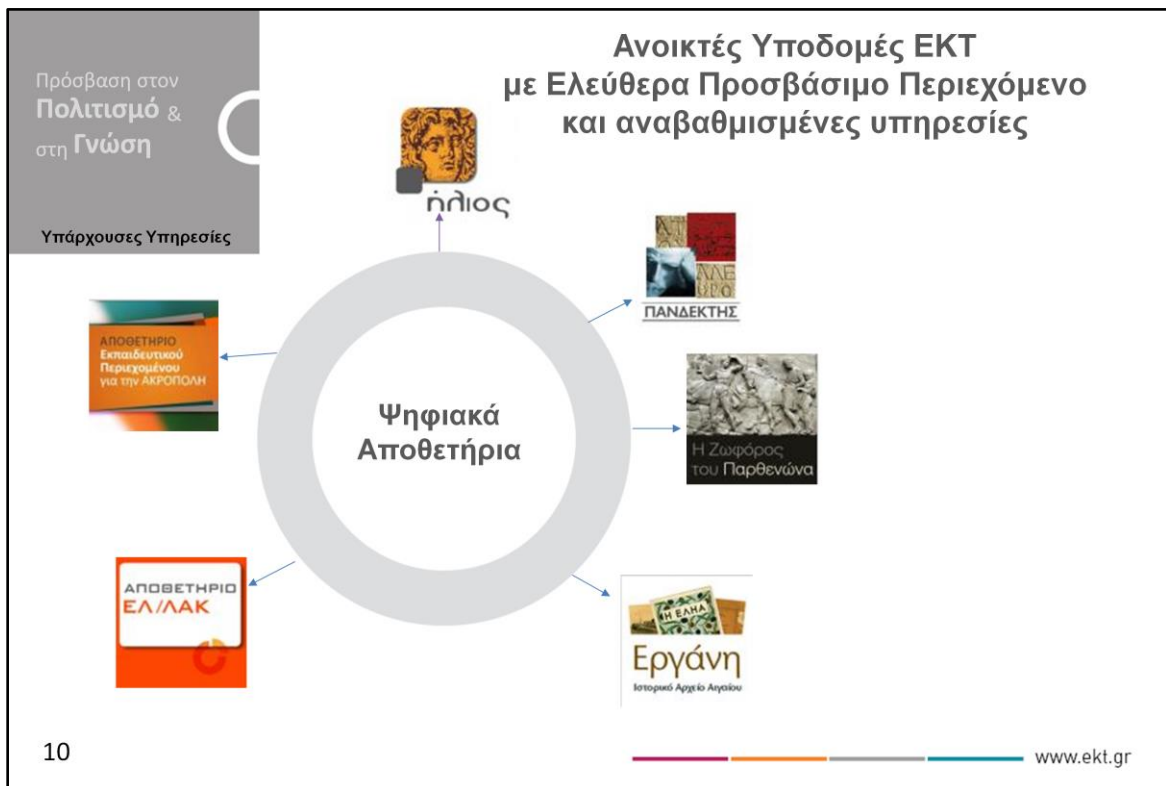 Πρόσβαση στον
Πολιτισμό &
στη Γνώση
Υπάρχουσες Υπηρεσίες
Ανοικτές Υποδομές ΕΚΤ
με Ελεύθερα Προσβάσιμο Περιεχόμενο
και αναβαθμισμένες υπηρεσίες
ήλιος
ΠΑΝΔΕΚΤΗΣ
ΑΠΟΘΕΤΗΡΙΟ
Εκπαιδευτικού
Περιεχομένου
για την ΑΚΡΟΠΟΛΗ
Ψηφιακά
Αποθετήρια
Η Ζωφόρος
του Παρθενώνα
ΑΠΟΘΕΤΗΡΙΟ
ΕΛ/ΛΑΚ
Η ΕΛΗΑ
Εργάνη
Ιστορικό Αρχείο Αιγαίου
10
www.ekt.gr